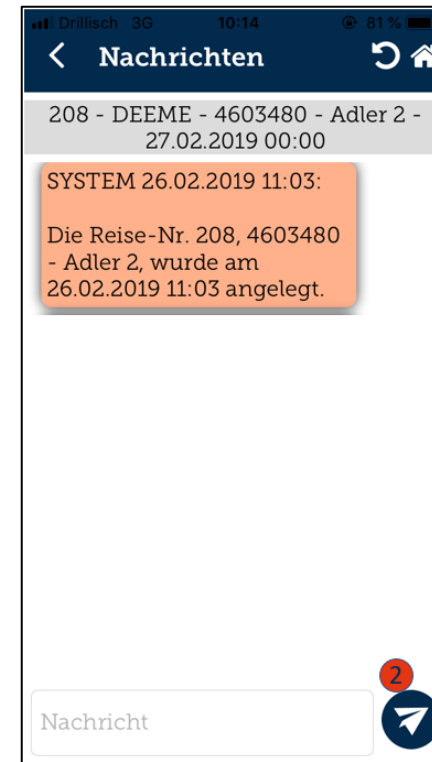 Drillisch 3G 10:14 81 %
Nachrichten
208 - DEEME - 4603480 - Adler 2 -
27.02.2019 00:00
SYSTEM 26.02.2019 11:03:
Die Reise-Nr. 208, 4603480
- Adler 2, wurde am
26.02.2019 11:03 angelegt.
2
Nachricht